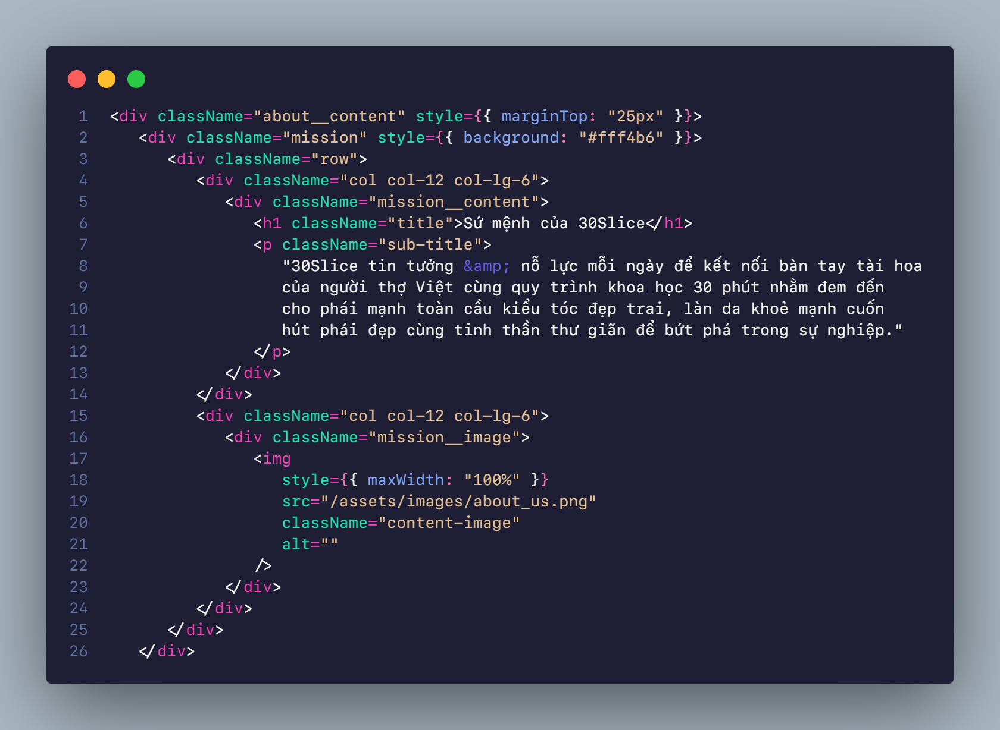 1 <div className="about__content" style={{ marginTop: "25px" }}>
2    <div className="mission" style={{ background: "#fff4b6" }}>
3       <div className="row">
4          <div className="col col-12 col-lg-6">
5             <div className="mission__content">
6                <h1 className="title">Sứ mệnh của 30Slice</h1>
7                <p className="sub-title">
8                   "30Slice tin tưởng &amp; nỗ lực mỗi ngày để kết nối bàn tay tài hoa
9                   của người thợ Việt cùng quy trình khoa học 30 phút nhằm đem đến
10                  cho phái mạnh toàn cầu kiểu tóc đẹp trai, làn da khoẻ mạnh cuốn
11                  hút phái đẹp cùng tinh thần thư giãn để bứt phá trong sự nghiệp."
12               </p>
13            </div>
14         </div>
15         <div className="col col-12 col-lg-6">
16            <div className="mission__image">
17               <img
18                  style={{ maxWidth: "100%" }}
19                  src="/assets/images/about_us.png"
20                  className="content-image"
21                  alt=""
22               />
23            </div>
24         </div>
25      </div>
26   </div>